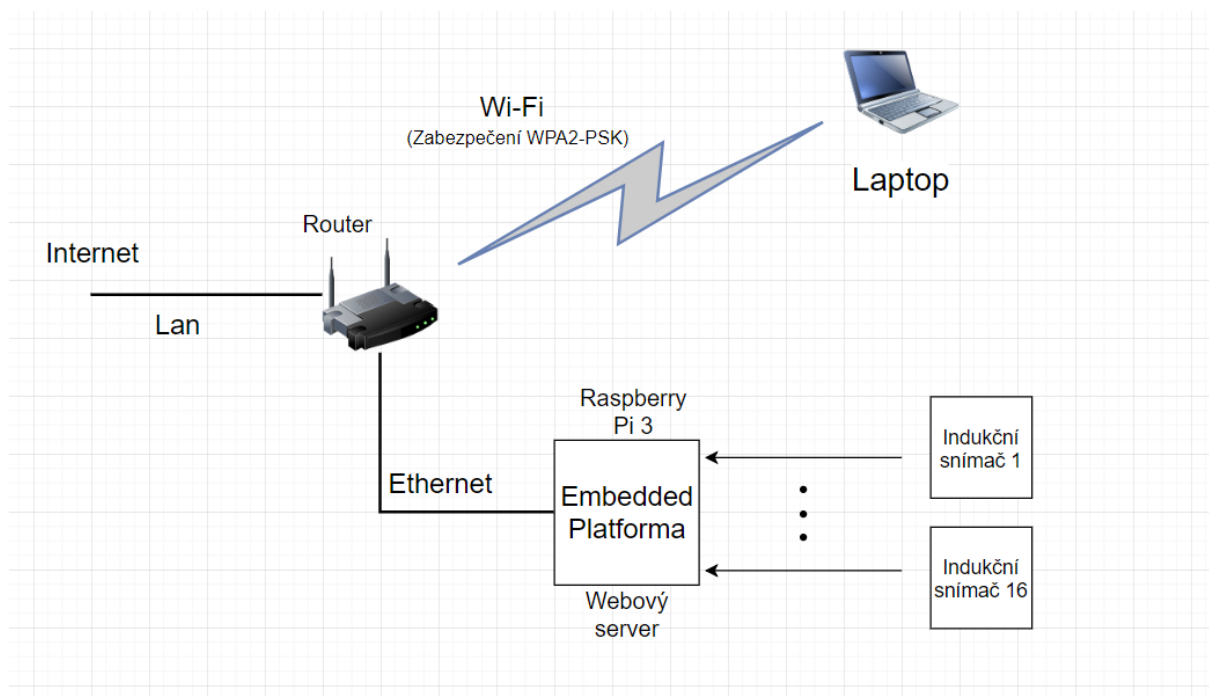 Wi-Fi
(Zabezpečení WPA2-PSK)
Laptop
Router
Internet
Lan
Raspberry
Pi 3
Ethernet
Embedded
Platforma
Webový
server
Indukční
snímač 1
Indukční
snímač 16